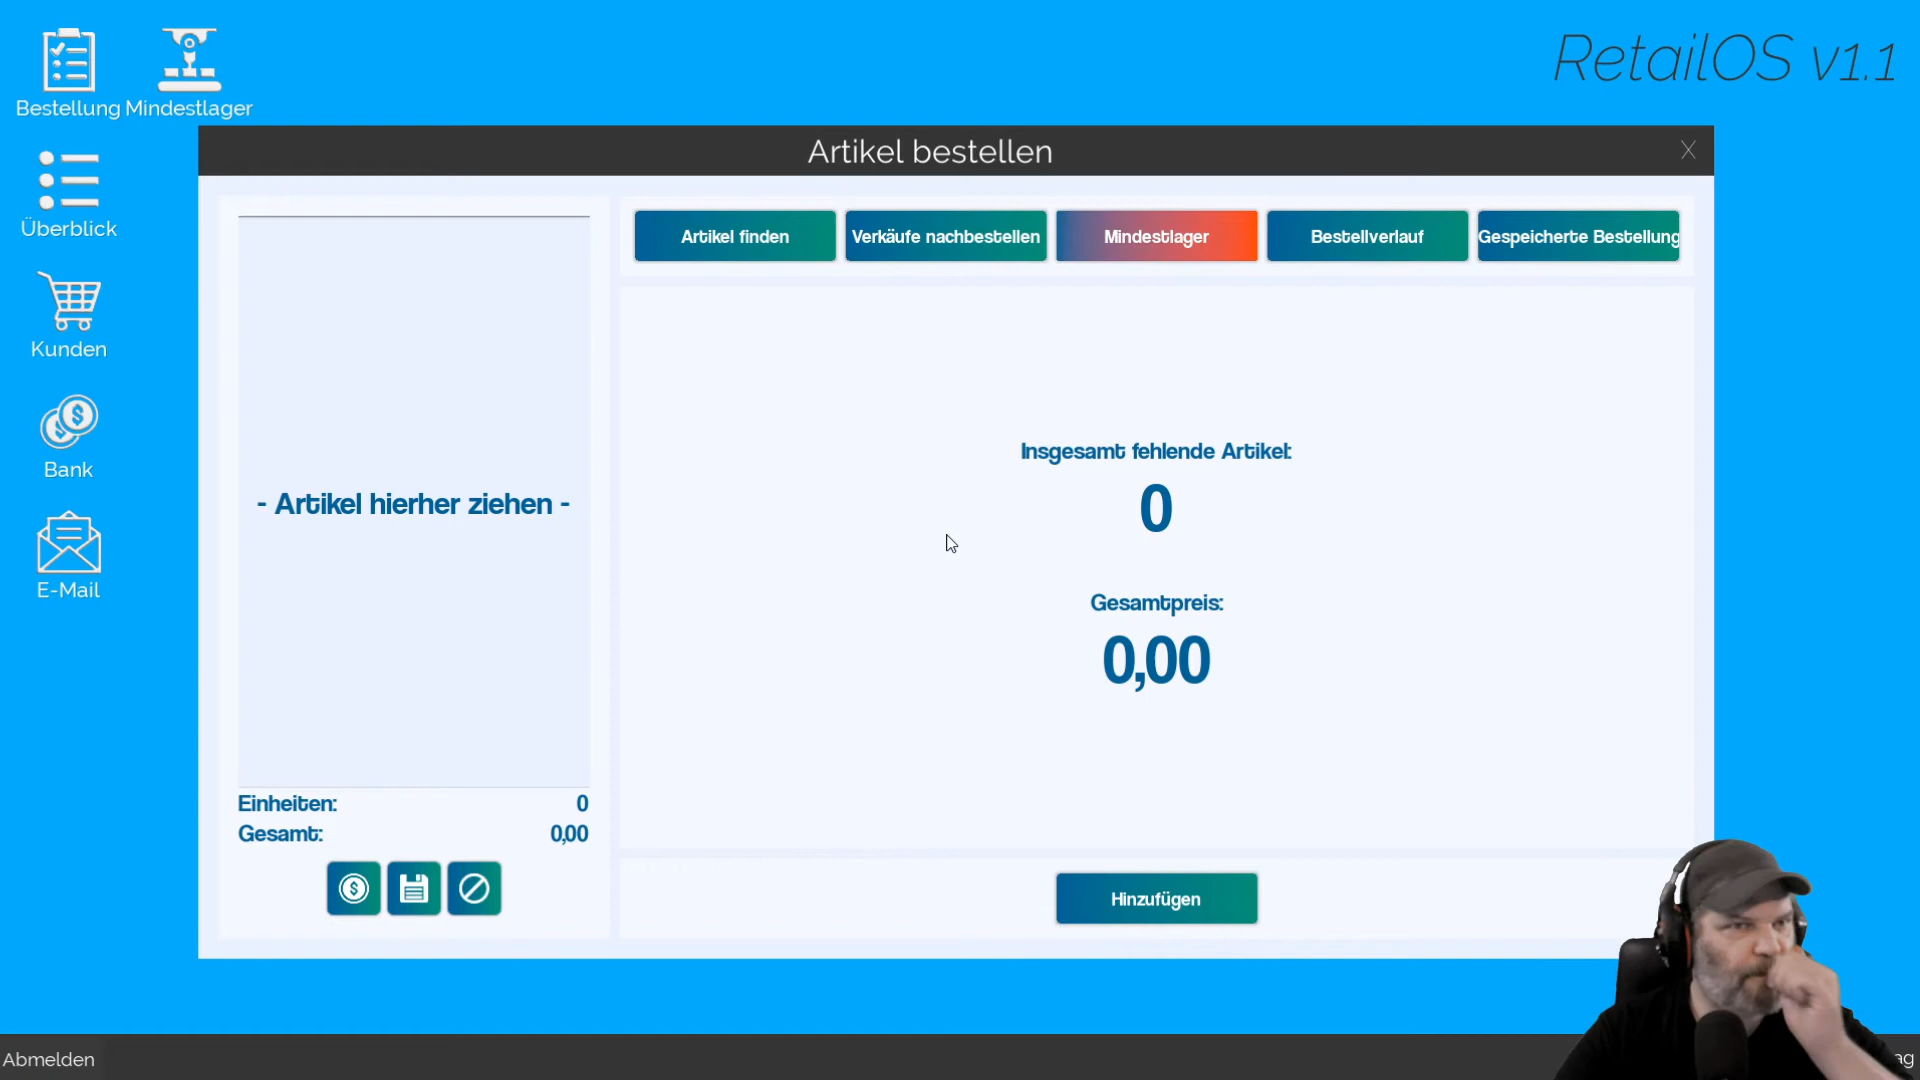 RetailOS v1.1
Bestellung
Mindestlager
Überblick
Kunden
Bank
E-Mail
Artikel bestellen
X
Artikel finden
Verkäufe nachbestellen
Mindestlager
Bestellverlauf
Gespeicherte Bestellung
- Artikel hierher ziehen -
Einheiten: 0
Gesamt: 0,00
Insgesamt fehlende Artikel:
0
Gesamtpreis:
0,00
Hinzufügen
Abmelden